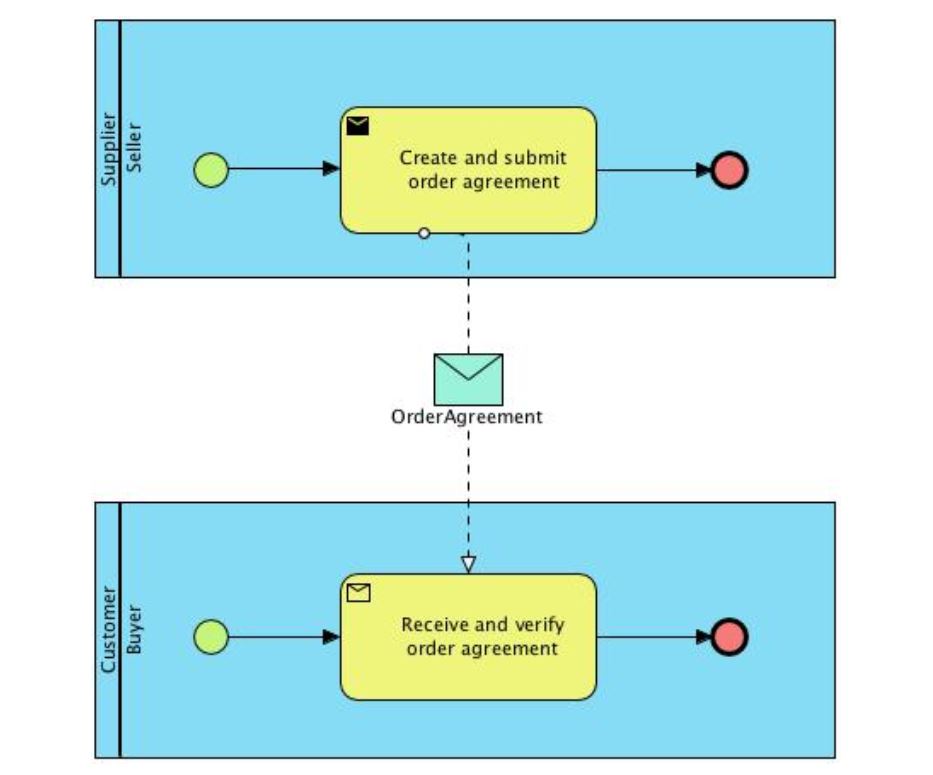 Supplier
Seller
Create and submit
order agreement
OrderAgreement
Customer
Buyer
Receive and verify
order agreement